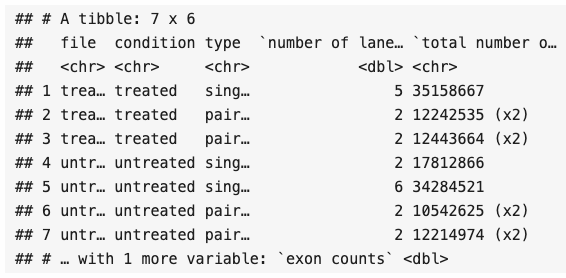 ## # A tibble: 7 x 6
##   file  condition type  `number of lane… `total number o…
##   <chr> <chr>     <chr>            <dbl> <chr>
## 1 trea… treated   sing…                5 35158667
## 2 trea… treated   pair…                2 12242535 (x2)
## 3 trea… treated   pair…                2 12443664 (x2)
## 4 untr… untreated sing…                2 17812866
## 5 untr… untreated sing…                6 34284521
## 6 untr… untreated pair…                2 10542625 (x2)
## 7 untr… untreated pair…                2 12214974 (x2)
## # … with 1 more variable: `exon counts` <dbl>